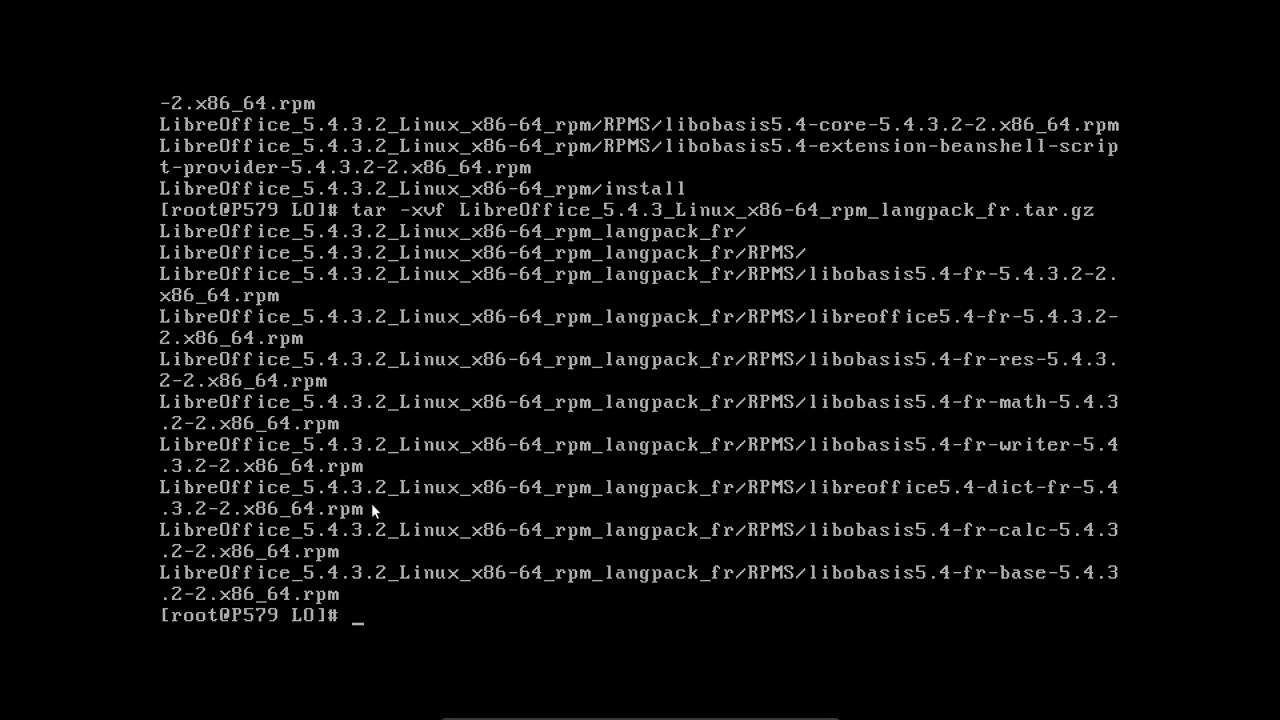 -2.x86_64.rpm
LibreOffice_5.4.3.2_Linux_x86-64_rpm/RPMS/libobasis5.4-core-5.4.3.2-2.x86_64.rpm
LibreOffice_5.4.3.2_Linux_x86-64_rpm/RPMS/libobasis5.4-extension-beanshell-scrip
t-provider-5.4.3.2-2.x86_64.rpm
LibreOffice_5.4.3.2_Linux_x86-64_rpm/install
[root@P579 LO]# tar -xvf LibreOffice_5.4.3_Linux_x86-64_rpm_langpack_fr.tar.gz
LibreOffice_5.4.3.2_Linux_x86-64_rpm_langpack_fr/
LibreOffice_5.4.3.2_Linux_x86-64_rpm_langpack_fr/RPMS/
LibreOffice_5.4.3.2_Linux_x86-64_rpm_langpack_fr/RPMS/libobasis5.4-fr-5.4.3.2-2.
x86_64.rpm
LibreOffice_5.4.3.2_Linux_x86-64_rpm_langpack_fr/RPMS/libreoffice5.4-fr-5.4.3.2-
2.x86_64.rpm
LibreOffice_5.4.3.2_Linux_x86-64_rpm_langpack_fr/RPMS/libobasis5.4-fr-res-5.4.3.
2-2.x86_64.rpm
LibreOffice_5.4.3.2_Linux_x86-64_rpm_langpack_fr/RPMS/libobasis5.4-fr-math-5.4.3
.2-2.x86_64.rpm
LibreOffice_5.4.3.2_Linux_x86-64_rpm_langpack_fr/RPMS/libobasis5.4-fr-writer-5.4
.3.2-2.x86_64.rpm
LibreOffice_5.4.3.2_Linux_x86-64_rpm_langpack_fr/RPMS/libreoffice5.4-dict-fr-5.4
.3.2-2.x86_64.rpm
LibreOffice_5.4.3.2_Linux_x86-64_rpm_langpack_fr/RPMS/libobasis5.4-fr-calc-5.4.3
.2-2.x86_64.rpm
LibreOffice_5.4.3.2_Linux_x86-64_rpm_langpack_fr/RPMS/libobasis5.4-fr-base-5.4.3
.2-2.x86_64.rpm
[root@P579 LO]# _